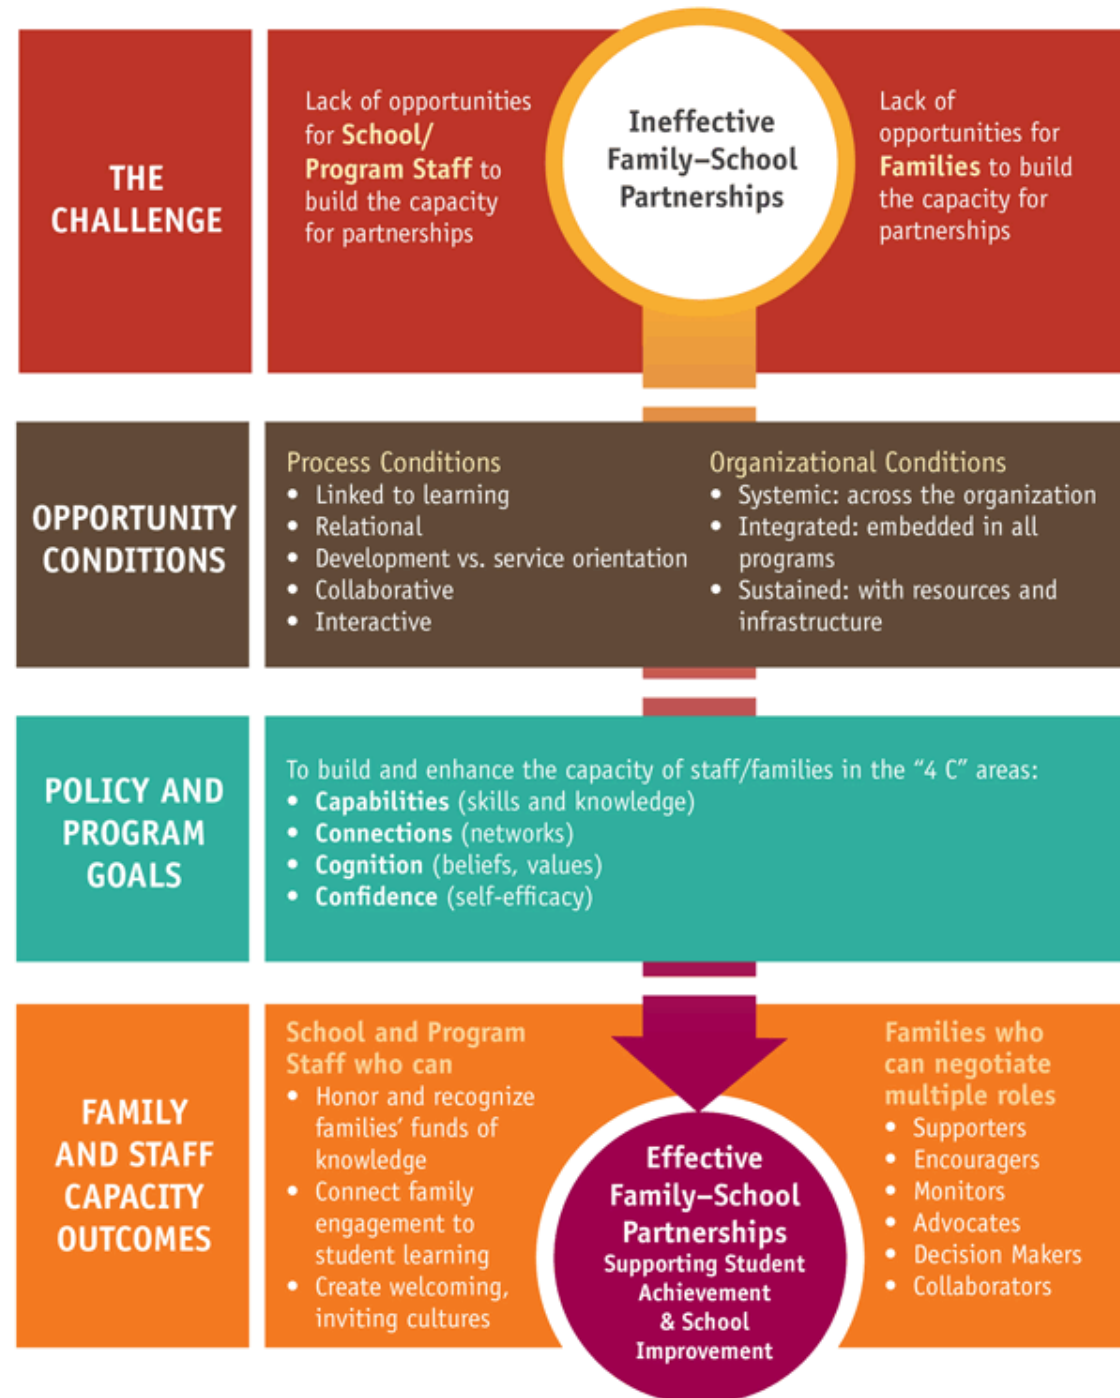 THE
CHALLENGE
Lack of opportunities
for School/
Program Staff to
build the capacity
for partnerships
Ineffective
Family–School
Partnerships
Lack of
opportunities for
Families to build
the capacity for
partnerships
OPPORTUNITY
CONDITIONS
Process Conditions
• Linked to learning
• Relational
• Development vs. service orientation
• Collaborative
• Interactive
Organizational Conditions
• Systemic: across the organization
• Integrated: embedded in all
programs
• Sustained: with resources and
infrastructure
POLICY AND
PROGRAM
GOALS
To build and enhance the capacity of staff/families in the “4 C” areas:
• Capabilities (skills and knowledge)
• Connections (networks)
• Cognition (beliefs, values)
• Confidence (self-efficacy)
FAMILY
AND STAFF
CAPACITY
OUTCOMES
School and Program
Staff who can
• Honor and recognize
families’ funds of
knowledge
• Connect family
engagement to
student learning
• Create welcoming,
inviting cultures
Effective
Family–School
Partnerships
Supporting Student
Achievement
& School
Improvement
Families who
can negotiate
multiple roles
• Supporters
• Encouragers
• Monitors
• Advocates
• Decision Makers
• Collaborators